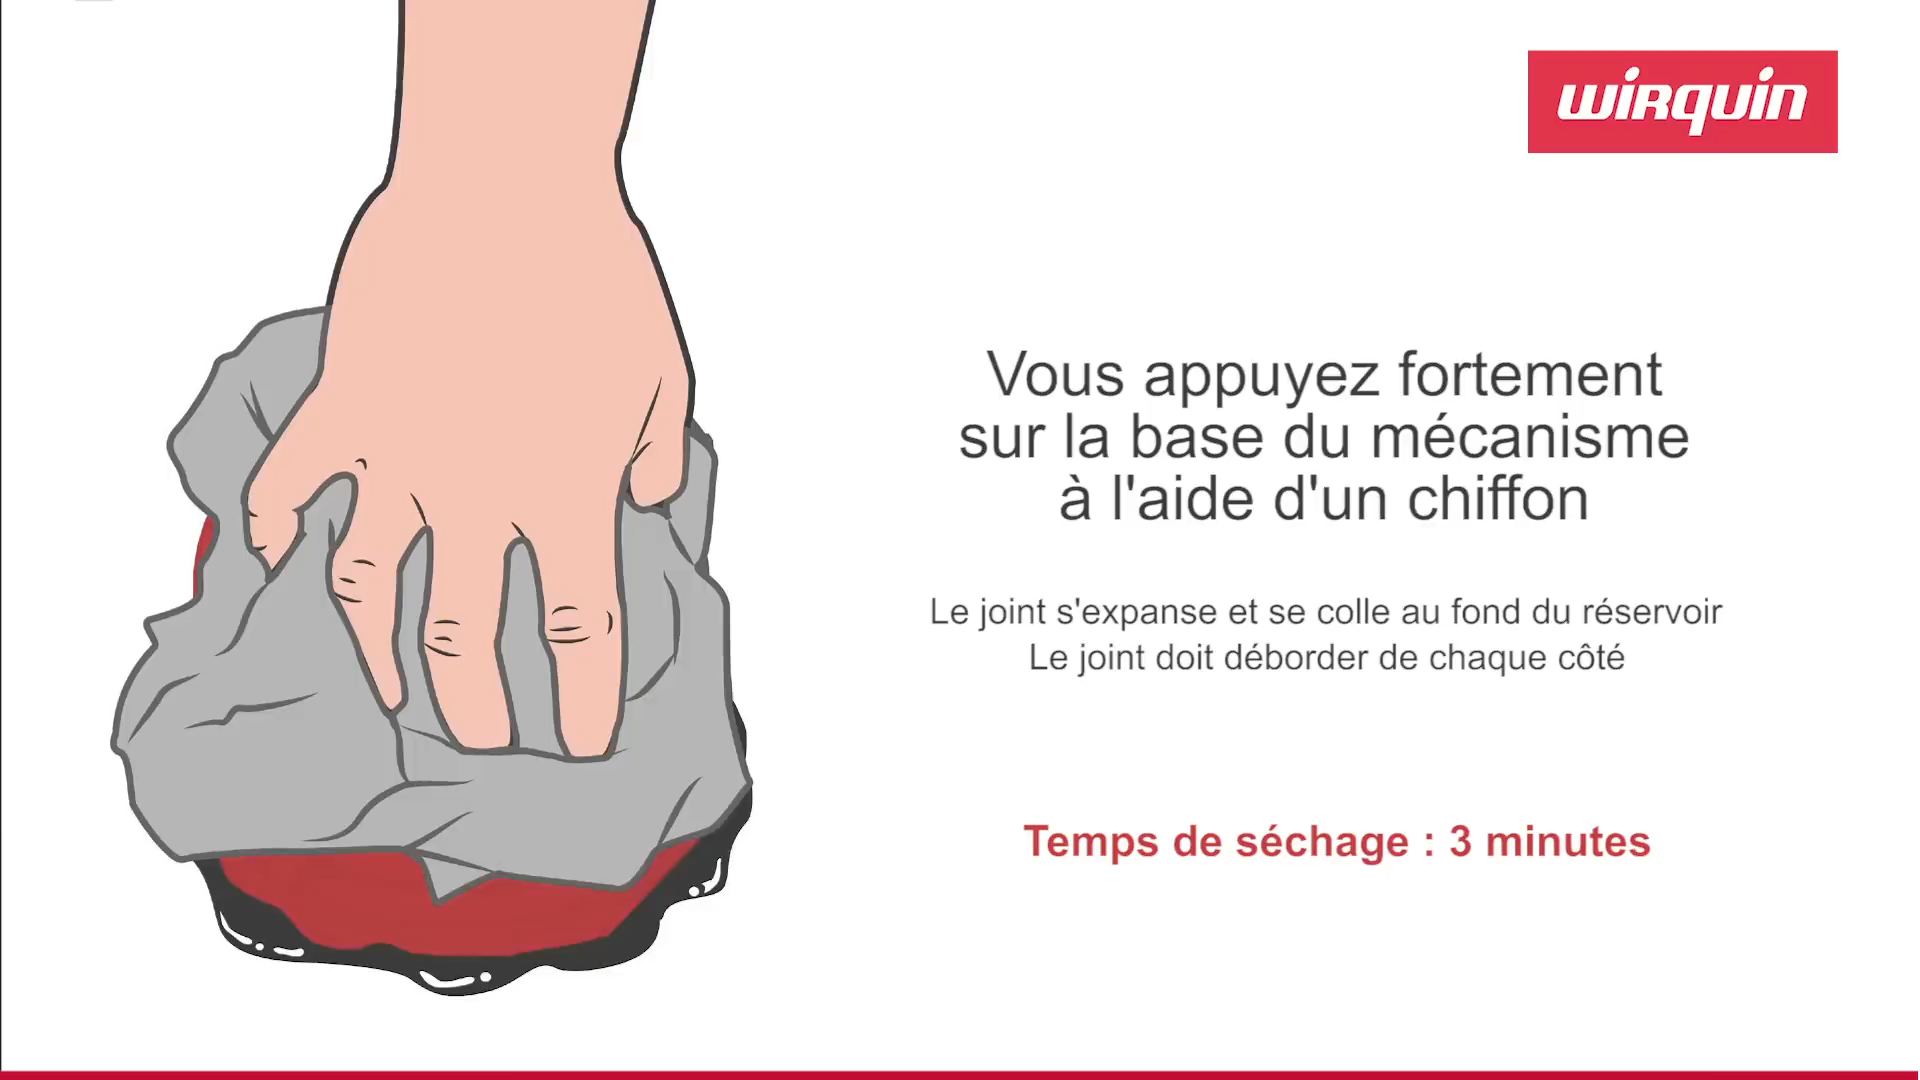 wirquin
Vous appuyez fortement
sur la base du mécanisme
à l'aide d'un chiffon
Le joint s'expanse et se colle au fond du réservoir
Le joint doit déborder de chaque côté
Temps de séchage : 3 minutes